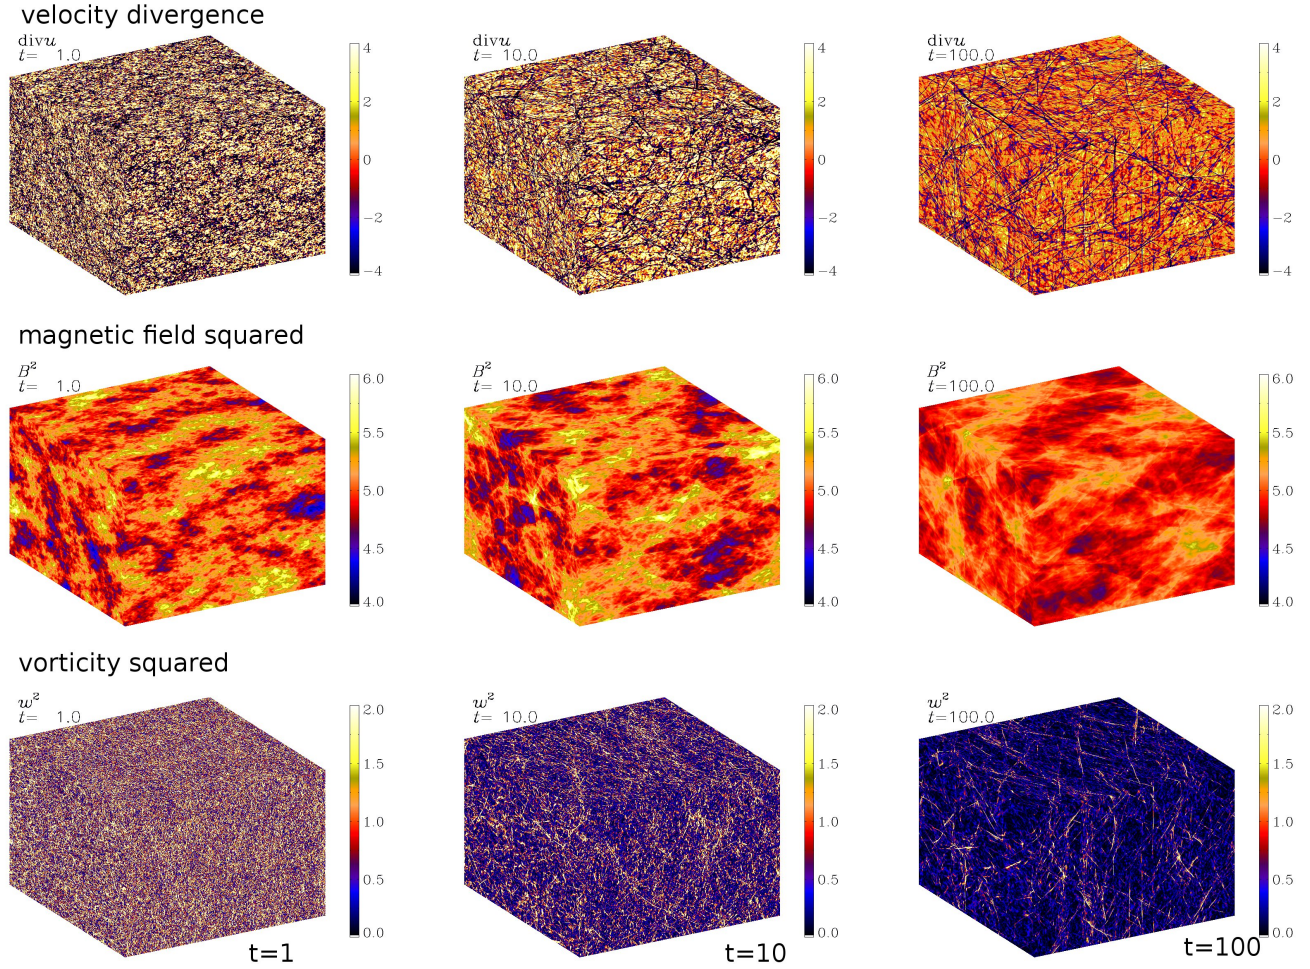 velocity divergence
divu
t= 1.0
4
2
0
−2
−4
divu
t= 10.0
4
2
0
−2
−4
divu
t=100.0
4
2
0
−2
−4
magnetic field squared
B²
t= 1.0
6.0
5.5
5.0
4.5
4.0
B²
t= 10.0
6.0
5.5
5.0
4.5
4.0
B²
t=100.0
6.0
5.5
5.0
4.5
4.0
vorticity squared
w²
t= 1.0
2.0
1.5
1.0
0.5
0.0
t=1
w²
t= 10.0
2.0
1.5
1.0
0.5
0.0
t=10
w²
t=100.0
2.0
1.5
1.0
0.5
0.0
t=100